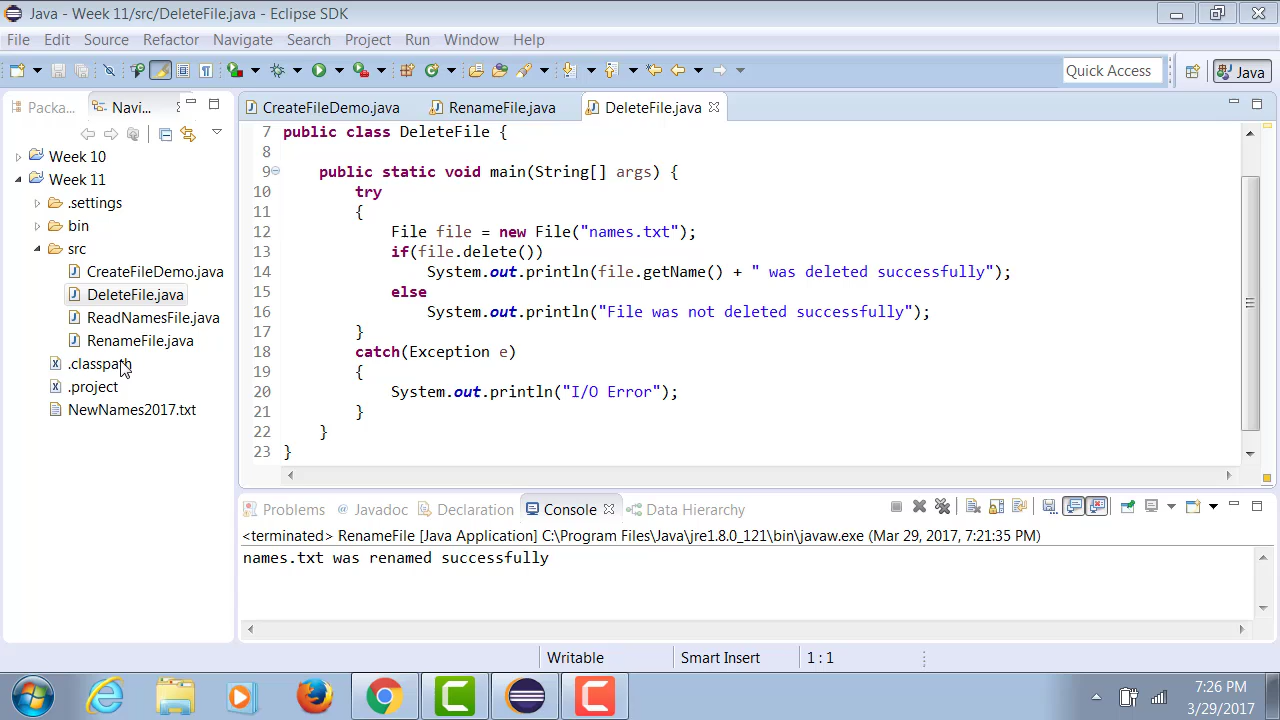 Java - Week 11/src/DeleteFile.java - Eclipse SDK
File Edit Source Refactor Navigate Search Project Run Window Help
Quick Access
Java
Packa...
Navi...
CreateFileDemo.java
RenameFile.java
DeleteFile.java
Week 10
Week 11
.settings
bin
src
CreateFileDemo.java
DeleteFile.java
ReadNamesFile.java
RenameFile.java
.classpath
.project
NewNames2017.txt
7 public class DeleteFile {
8
9 public static void main(String[] args) {
10 try
11 {
12 File file = new File("names.txt");
13 if(file.delete())
14 System.out.println(file.getName() + " was deleted successfully");
15 else
16 System.out.println("File was not deleted successfully");
17 }
18 catch(Exception e)
19 {
20 System.out.println("I/O Error");
21 }
22 }
23 }
Problems @ Javadoc Declaration Console Data Hierarchy
<terminated> RenameFile [Java Application] C:\Program Files\Java\jre1.8.0_121\bin\javaw.exe (Mar 29, 2017, 7:21:35 PM)
names.txt was renamed successfully
Writable Smart Insert 1 : 1
7:26 PM
3/29/2017